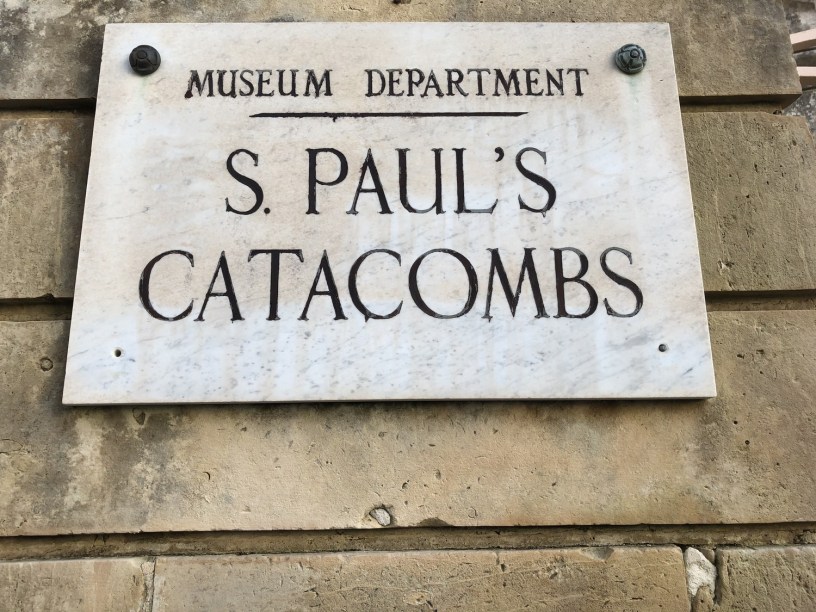 MUSEUM DEPARTMENT
S. PAUL'S
CATACOMBS